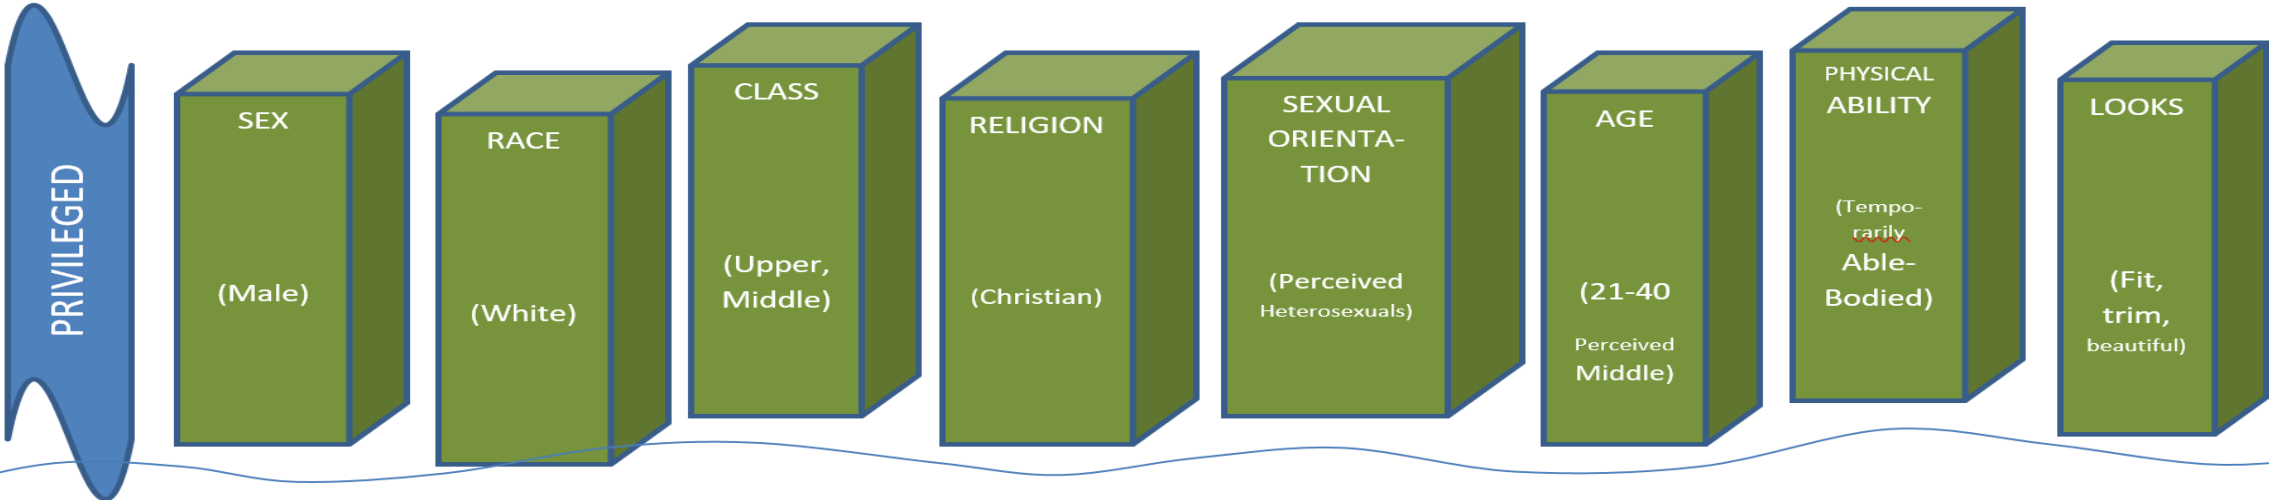 PRIVILEGED
SEX
(Male)
RACE
(White)
CLASS
(Upper,
Middle)
RELIGION
(Christian)
SEXUAL
ORIENTA-
TION
(Perceived
Heterosexuals)
AGE
(21-40
Perceived
Middle)
PHYSICAL
ABILITY
(Tempo-
rarily
Able-
Bodied)
LOOKS
(Fit,
trim,
beautiful)